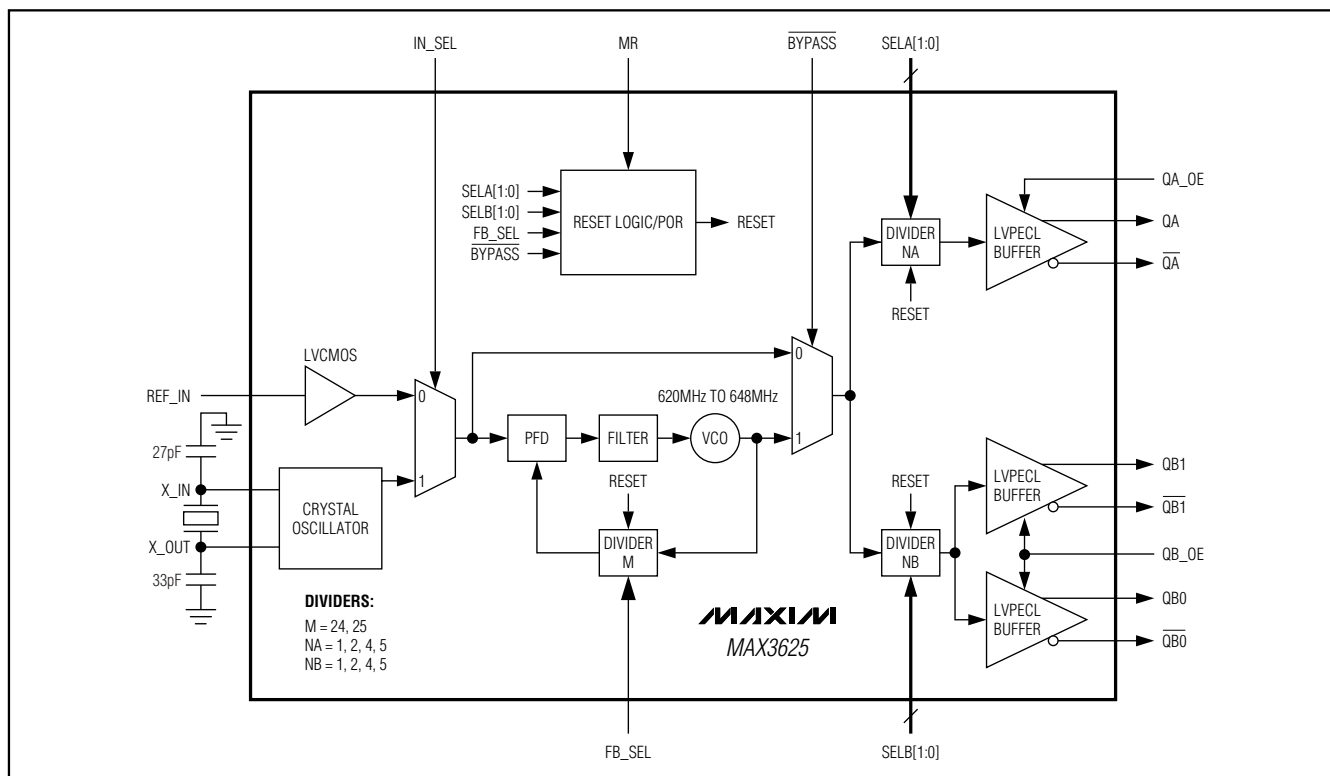 IN_SEL
MR
BYPASS
SELA[1:0]
SELA[1:0]
SELB[1:0]
FB_SEL
BYPASS
RESET LOGIC/POR
RESET
DIVIDER
NA
RESET
LVPECL
BUFFER
QA_OE
QA
QA
LVCMOS
REF_IN
0
1
27pF
X_IN
X_OUT
33pF
CRYSTAL
OSCILLATOR
PFD
FILTER
VCO
620MHz TO 648MHz
0
1
RESET
DIVIDER
M
RESET
DIVIDER
NB
LVPECL
BUFFER
QB1
QB1
QB_OE
LVPECL
BUFFER
QB0
QB0
DIVIDERS:
M = 24, 25
NA = 1, 2, 4, 5
NB = 1, 2, 4, 5
MAXIM
MAX3625
FB_SEL
SELB[1:0]